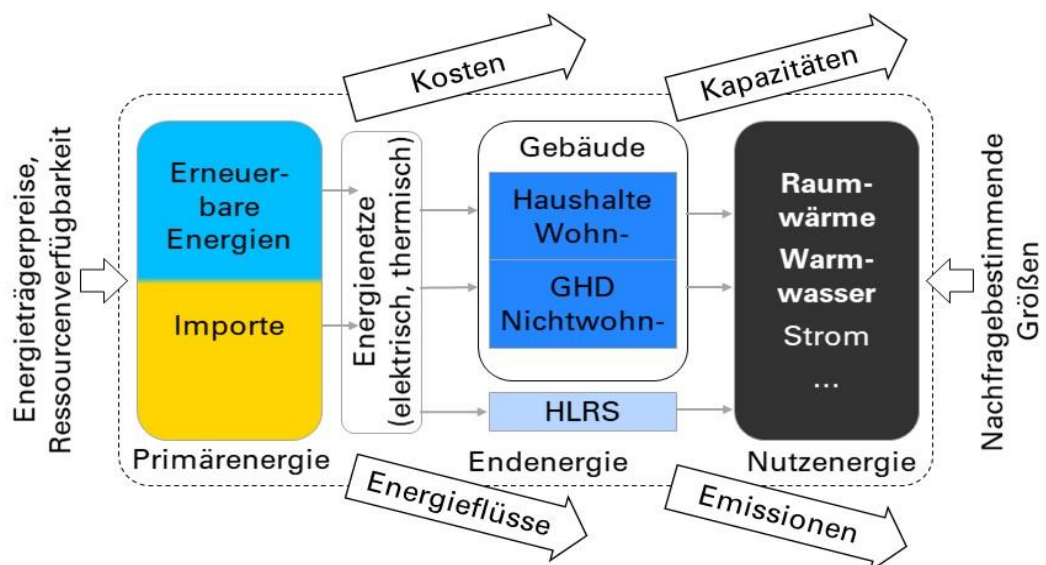 Kosten
Kapazitäten
Energieträgerpreise,
Ressourcenverfügbarkeit
Erneuer-
bare
Energien
Importe
Primärenergie
Energienetze
(elektrisch, thermisch)
Gebäude
Haushalte
Wohn-
GHD
Nichtwohn-
HLRS
Endenergie
Raum-
wärme
Warm-
wasser
Strom
...
Nutzenergie
Nachfragebestimmende
Größen
Energieflüsse
Emissionen